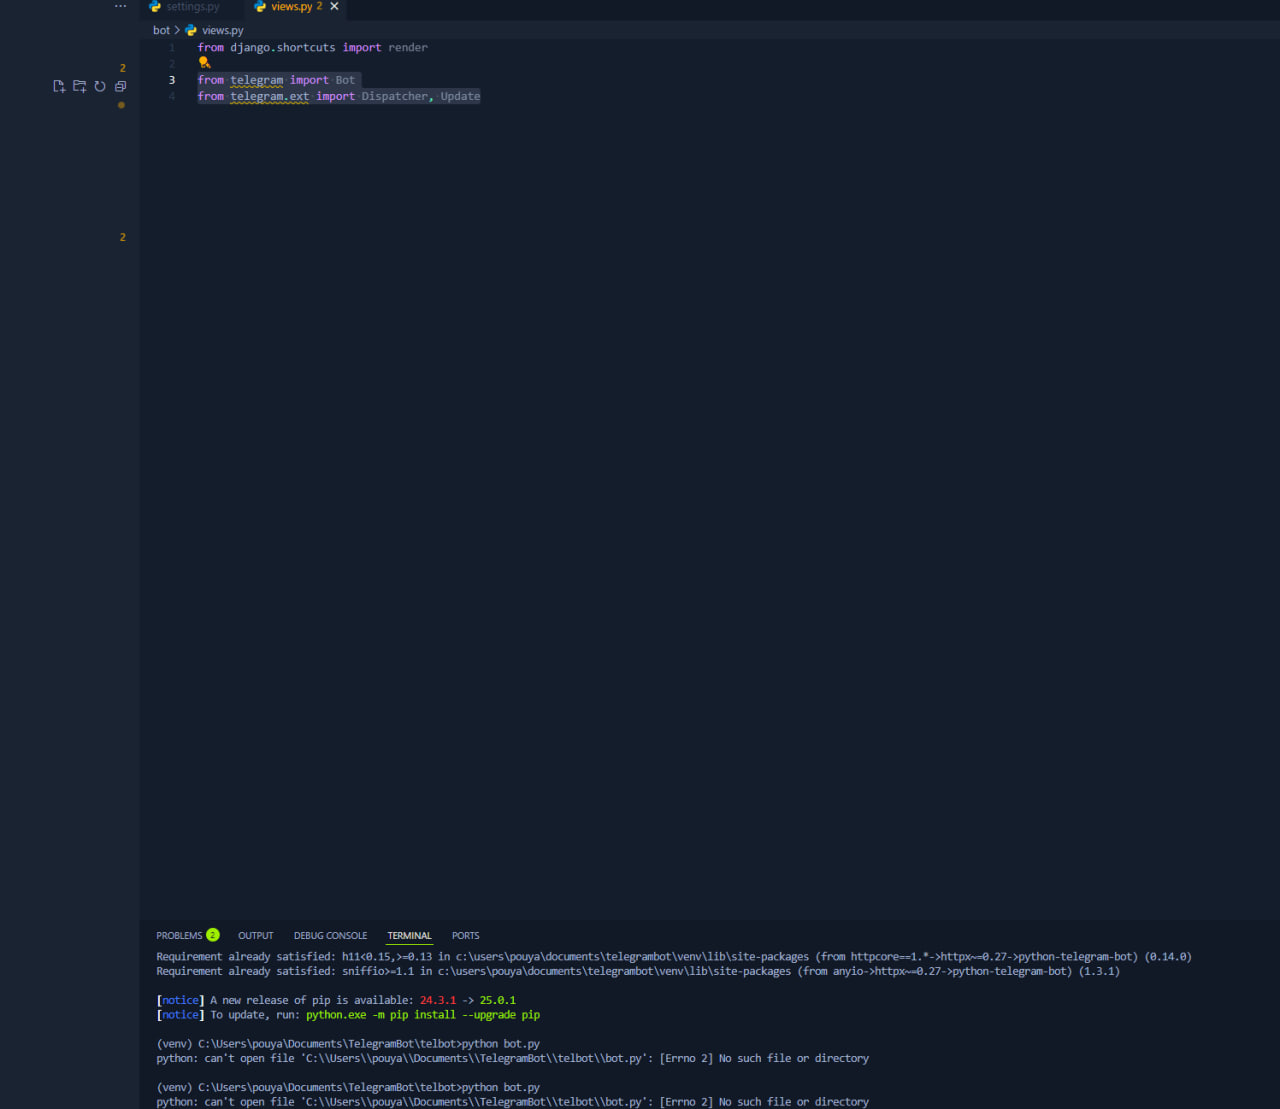 settings.py views.py 2
bot > views.py
1 from django.shortcuts import render
2
3 from telegram import Bot
4 from telegram.ext import Dispatcher, Update
2
2
PROBLEMS 2 OUTPUT DEBUG CONSOLE TERMINAL PORTS
Requirement already satisfied: h11<0.15,>=0.13 in c:\users\pouya\documents\telegrambot\venv\lib\site-packages (from httpcore==1.*->httpx~=0.27->python-telegram-bot) (0.14.0)
Requirement already satisfied: sniffio>=1.1 in c:\users\pouya\documents\telegrambot\venv\lib\site-packages (from anyio->httpx~=0.27->python-telegram-bot) (1.3.1)
[notice] A new release of pip is available: 24.3.1 -> 25.0.1
[notice] To update, run: python.exe -m pip install --upgrade pip
(venv) C:\Users\pouya\Documents\TelegramBot\telbot>python bot.py
python: can't open file 'C:\\Users\\pouya\\Documents\\TelegramBot\\telbot\\bot.py': [Errno 2] No such file or directory
(venv) C:\Users\pouya\Documents\TelegramBot\telbot>python bot.py
python: can't open file 'C:\\Users\\pouya\\Documents\\TelegramBot\\telbot\\bot.py': [Errno 2] No such file or directory